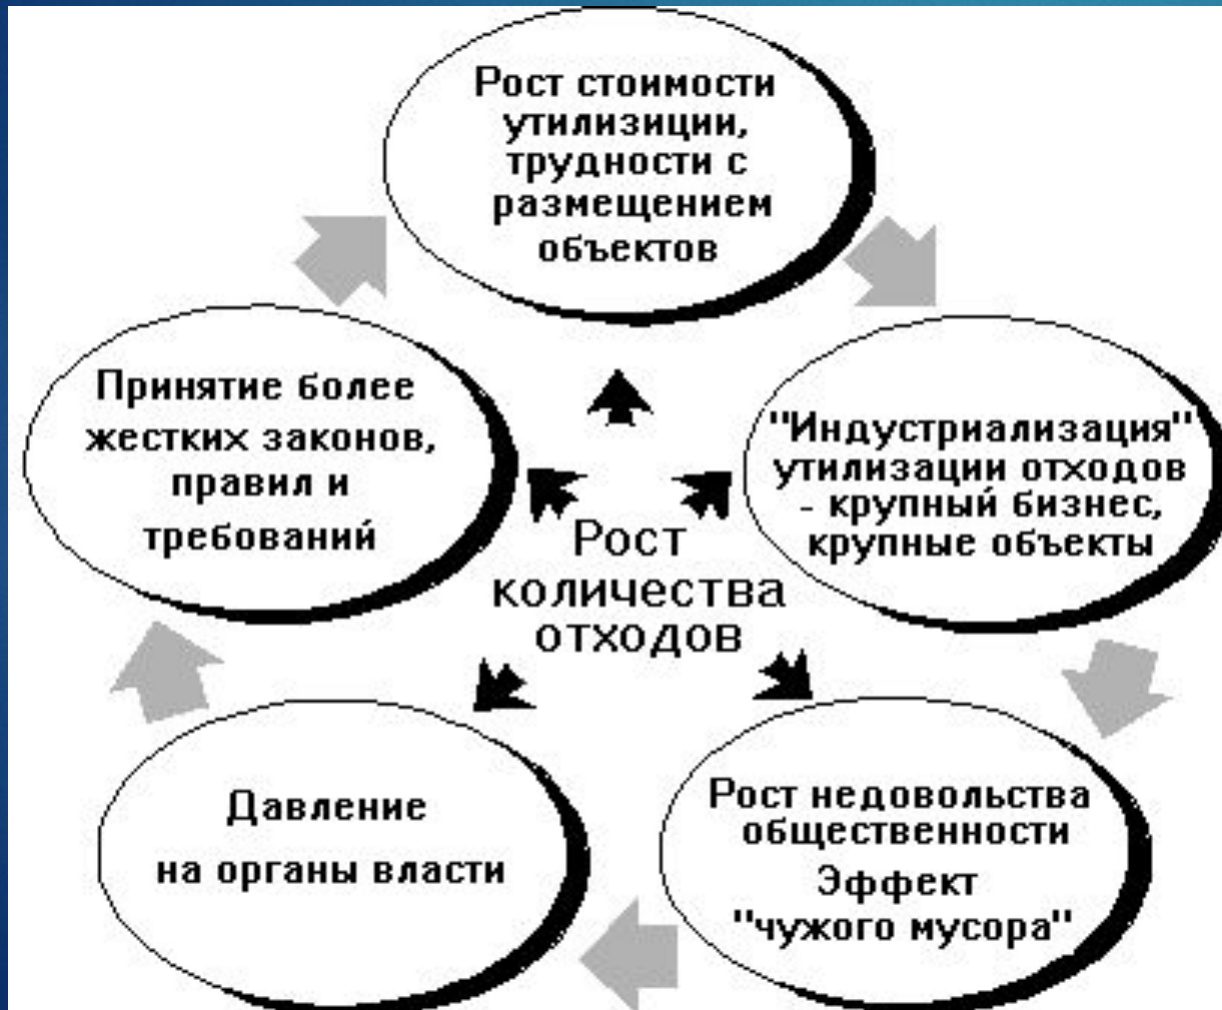 Рост стоимости
утилизиции,
трудности с
размещением
объектов
Принятие более
жестких законов,
правил и
требований
"Индустриализация"
утилизации отходов
- крупный бизнес,
крупные объекты
Рост
количества
отходов
Давление
на органы власти
Рост недовольства
общественности
Эффект
"чужого мусора"